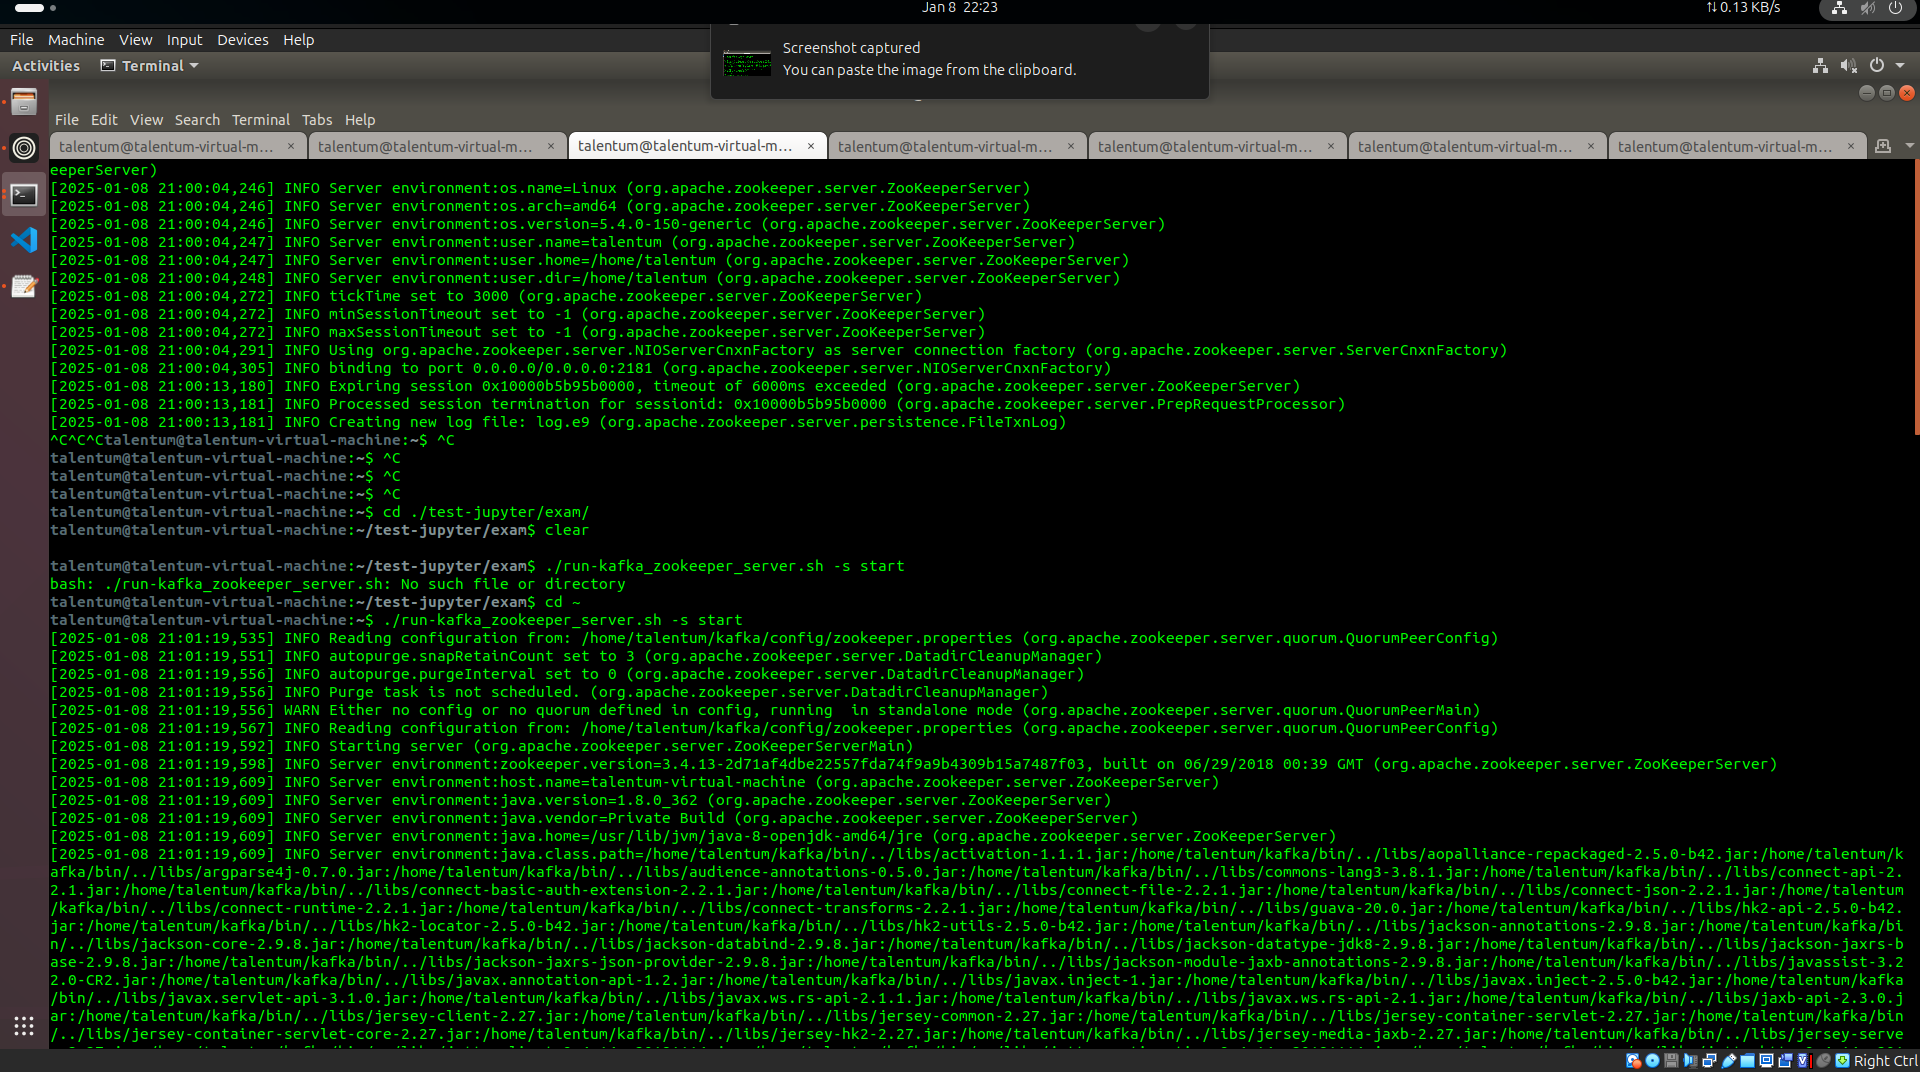 Jan 8 22:23
0.13 KB/s
File Machine View Input Devices Help
Screenshot captured
You can paste the image from the clipboard.
Activities Terminal
File Edit View Search Terminal Tabs Help
talentum@talentum-virtual-m... × talentum@talentum-virtual-m... × talentum@talentum-virtual-m... × talentum@talentum-virtual-m... × talentum@talentum-virtual-m... × talentum@talentum-virtual-m... × talentum@talentum-virtual-m... ×
eeperServer)
[2025-01-08 21:00:04,246] INFO Server environment:os.name=Linux (org.apache.zookeeper.server.ZooKeeperServer)
[2025-01-08 21:00:04,246] INFO Server environment:os.arch=amd64 (org.apache.zookeeper.server.ZooKeeperServer)
[2025-01-08 21:00:04,246] INFO Server environment:os.version=5.4.0-150-generic (org.apache.zookeeper.server.ZooKeeperServer)
[2025-01-08 21:00:04,247] INFO Server environment:user.name=talentum (org.apache.zookeeper.server.ZooKeeperServer)
[2025-01-08 21:00:04,247] INFO Server environment:user.home=/home/talentum (org.apache.zookeeper.server.ZooKeeperServer)
[2025-01-08 21:00:04,248] INFO Server environment:user.dir=/home/talentum (org.apache.zookeeper.server.ZooKeeperServer)
[2025-01-08 21:00:04,272] INFO tickTime set to 3000 (org.apache.zookeeper.server.ZooKeeperServer)
[2025-01-08 21:00:04,272] INFO minSessionTimeout set to -1 (org.apache.zookeeper.server.ZooKeeperServer)
[2025-01-08 21:00:04,272] INFO maxSessionTimeout set to -1 (org.apache.zookeeper.server.ZooKeeperServer)
[2025-01-08 21:00:04,291] INFO Using org.apache.zookeeper.server.NIOServerCnxnFactory as server connection factory (org.apache.zookeeper.server.ServerCnxnFactory)
[2025-01-08 21:00:04,305] INFO binding to port 0.0.0.0/0.0.0.0:2181 (org.apache.zookeeper.server.NIOServerCnxnFactory)
[2025-01-08 21:00:13,180] INFO Expiring session 0x10000b5b95b0000, timeout of 6000ms exceeded (org.apache.zookeeper.server.ZooKeeperServer)
[2025-01-08 21:00:13,181] INFO Processed session termination for sessionid: 0x10000b5b95b0000 (org.apache.zookeeper.server.PrepRequestProcessor)
[2025-01-08 21:00:13,181] INFO Creating new log file: log.e9 (org.apache.zookeeper.server.persistence.FileTxnLog)
^C^C^Ctalentum@talentum-virtual-machine:~$ ^C
talentum@talentum-virtual-machine:~$ ^C
talentum@talentum-virtual-machine:~$ ^C
talentum@talentum-virtual-machine:~$ ^C
talentum@talentum-virtual-machine:~$ cd ./test-jupyter/exam/
talentum@talentum-virtual-machine:~/test-jupyter/exam$ clear
talentum@talentum-virtual-machine:~/test-jupyter/exam$ ./run-kafka_zookeeper_server.sh -s start
bash: ./run-kafka_zookeeper_server.sh: No such file or directory
talentum@talentum-virtual-machine:~/test-jupyter/exam$ cd ~
talentum@talentum-virtual-machine:~$ ./run-kafka_zookeeper_server.sh -s start
[2025-01-08 21:01:19,535] INFO Reading configuration from: /home/talentum/kafka/config/zookeeper.properties (org.apache.zookeeper.server.quorum.QuorumPeerConfig)
[2025-01-08 21:01:19,551] INFO autopurge.snapRetainCount set to 3 (org.apache.zookeeper.server.DatadirCleanupManager)
[2025-01-08 21:01:19,556] INFO autopurge.purgeInterval set to 0 (org.apache.zookeeper.server.DatadirCleanupManager)
[2025-01-08 21:01:19,556] INFO Purge task is not scheduled. (org.apache.zookeeper.server.DatadirCleanupManager)
[2025-01-08 21:01:19,556] WARN Either no config or no quorum defined in config, running  in standalone mode (org.apache.zookeeper.server.quorum.QuorumPeerMain)
[2025-01-08 21:01:19,567] INFO Reading configuration from: /home/talentum/kafka/config/zookeeper.properties (org.apache.zookeeper.server.quorum.QuorumPeerConfig)
[2025-01-08 21:01:19,592] INFO Starting server (org.apache.zookeeper.server.ZooKeeperServerMain)
[2025-01-08 21:01:19,598] INFO Server environment:zookeeper.version=3.4.13-2d71af4dbe22557fda74f9a9b4309b15a7487f03, built on 06/29/2018 00:39 GMT (org.apache.zookeeper.server.ZooKeeperServer)
[2025-01-08 21:01:19,609] INFO Server environment:host.name=talentum-virtual-machine (org.apache.zookeeper.server.ZooKeeperServer)
[2025-01-08 21:01:19,609] INFO Server environment:java.version=1.8.0_362 (org.apache.zookeeper.server.ZooKeeperServer)
[2025-01-08 21:01:19,609] INFO Server environment:java.vendor=Private Build (org.apache.zookeeper.server.ZooKeeperServer)
[2025-01-08 21:01:19,609] INFO Server environment:java.home=/usr/lib/jvm/java-8-openjdk-amd64/jre (org.apache.zookeeper.server.ZooKeeperServer)
[2025-01-08 21:01:19,609] INFO Server environment:java.class.path=/home/talentum/kafka/bin/../libs/activation-1.1.1.jar:/home/talentum/kafka/bin/../libs/aopalliance-repackaged-2.5.0-b42.jar:/home/talentum/k
afka/bin/../libs/argparse4j-0.7.0.jar:/home/talentum/kafka/bin/../libs/audience-annotations-0.5.0.jar:/home/talentum/kafka/bin/../libs/commons-lang3-3.8.1.jar:/home/talentum/kafka/bin/../libs/connect-api-2.
2.1.jar:/home/talentum/kafka/bin/../libs/connect-basic-auth-extension-2.2.1.jar:/home/talentum/kafka/bin/../libs/connect-file-2.2.1.jar:/home/talentum/kafka/bin/../libs/connect-json-2.2.1.jar:/home/talentum
/kafka/bin/../libs/connect-runtime-2.2.1.jar:/home/talentum/kafka/bin/../libs/connect-transforms-2.2.1.jar:/home/talentum/kafka/bin/../libs/guava-20.0.jar:/home/talentum/kafka/bin/../libs/hk2-api-2.5.0-b42.
jar:/home/talentum/kafka/bin/../libs/hk2-locator-2.5.0-b42.jar:/home/talentum/kafka/bin/../libs/hk2-utils-2.5.0-b42.jar:/home/talentum/kafka/bin/../libs/jackson-annotations-2.9.8.jar:/home/talentum/kafka/bi
n/../libs/jackson-core-2.9.8.jar:/home/talentum/kafka/bin/../libs/jackson-databind-2.9.8.jar:/home/talentum/kafka/bin/../libs/jackson-datatype-jdk8-2.9.8.jar:/home/talentum/kafka/bin/../libs/jackson-jaxrs-b
ase-2.9.8.jar:/home/talentum/kafka/bin/../libs/jackson-jaxrs-json-provider-2.9.8.jar:/home/talentum/kafka/bin/../libs/jackson-module-jaxb-annotations-2.9.8.jar:/home/talentum/kafka/bin/../libs/javassist-3.2
2.0-CR2.jar:/home/talentum/kafka/bin/../libs/javax.annotation-api-1.2.jar:/home/talentum/kafka/bin/../libs/javax.inject-1.jar:/home/talentum/kafka/bin/../libs/javax.inject-2.5.0-b42.jar:/home/talentum/kafka
/bin/../libs/javax.servlet-api-3.1.0.jar:/home/talentum/kafka/bin/../libs/javax.ws.rs-api-2.1.1.jar:/home/talentum/kafka/bin/../libs/javax.ws.rs-api-2.1.jar:/home/talentum/kafka/bin/../libs/jaxb-api-2.3.0.j
ar:/home/talentum/kafka/bin/../libs/jersey-client-2.27.jar:/home/talentum/kafka/bin/../libs/jersey-common-2.27.jar:/home/talentum/kafka/bin/../libs/jersey-container-servlet-2.27.jar:/home/talentum/kafka/bin
/../libs/jersey-container-servlet-core-2.27.jar:/home/talentum/kafka/bin/../libs/jersey-hk2-2.27.jar:/home/talentum/kafka/bin/../libs/jersey-media-jaxb-2.27.jar:/home/talentum/kafka/bin/../libs/jersey-serve
Right Ctrl